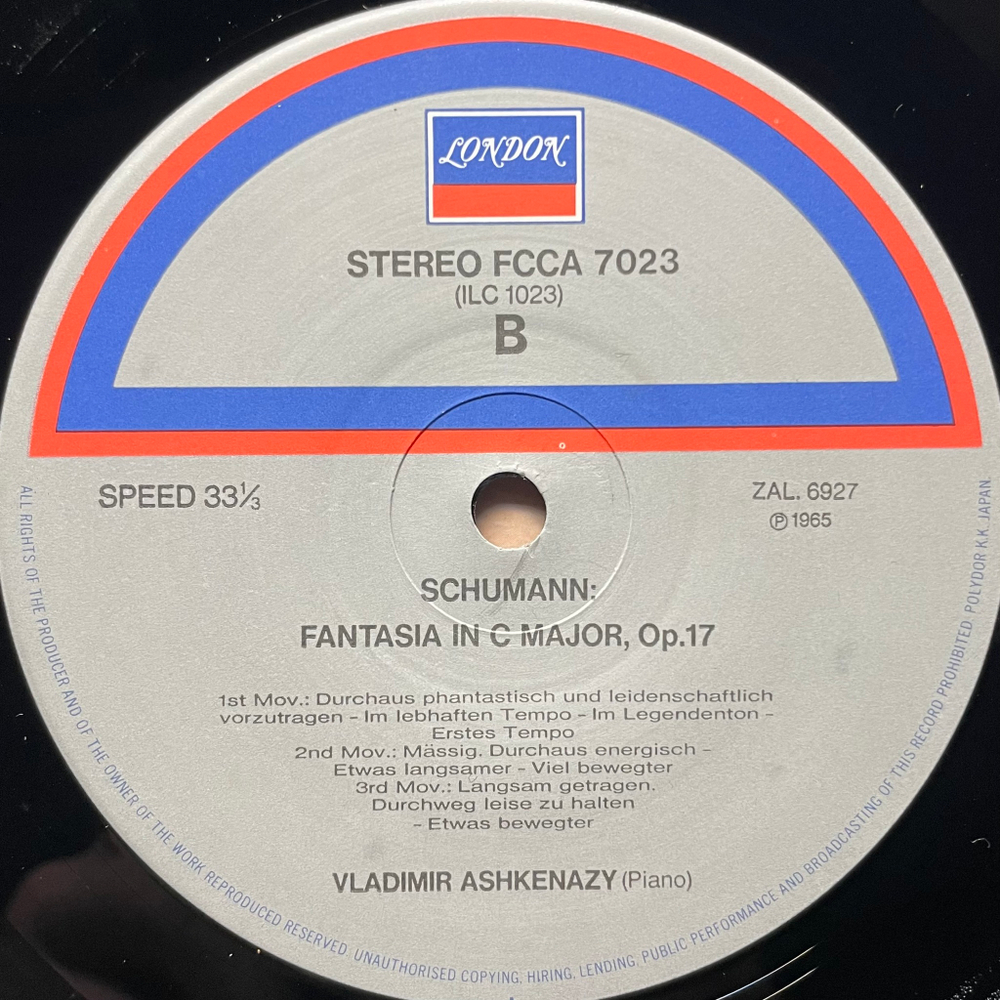 LONDON
STEREO FCCA 7023
(ILC 1023)
B
SPEED 33⅓
ZAL. 6927
℗ 1965
SCHUMANN:
FANTASIA IN C MAJOR, Op.17
1st Mov.: Durchaus phantastisch und leidenschaftlich
vorzutragen – Im lebhaften Tempo – Im Legendenton –
Erstes Tempo
2nd Mov.: Mässig. Durchaus energisch –
Etwas langsamer – Viel bewegter
3rd Mov.: Langsam getragen.
Durchweg leise zu halten
– Etwas bewegter
VLADIMIR ASHKENAZY (Piano)
ALL RIGHTS OF THE PRODUCER AND OF THE OWNER OF THE WORK REPRODUCED RESERVED. UNAUTHORISED COPYING, HIRING, LENDING, PUBLIC PERFORMANCE AND BROADCASTING OF THIS RECORD PROHIBITED. POLYDOR K.K. JAPAN.